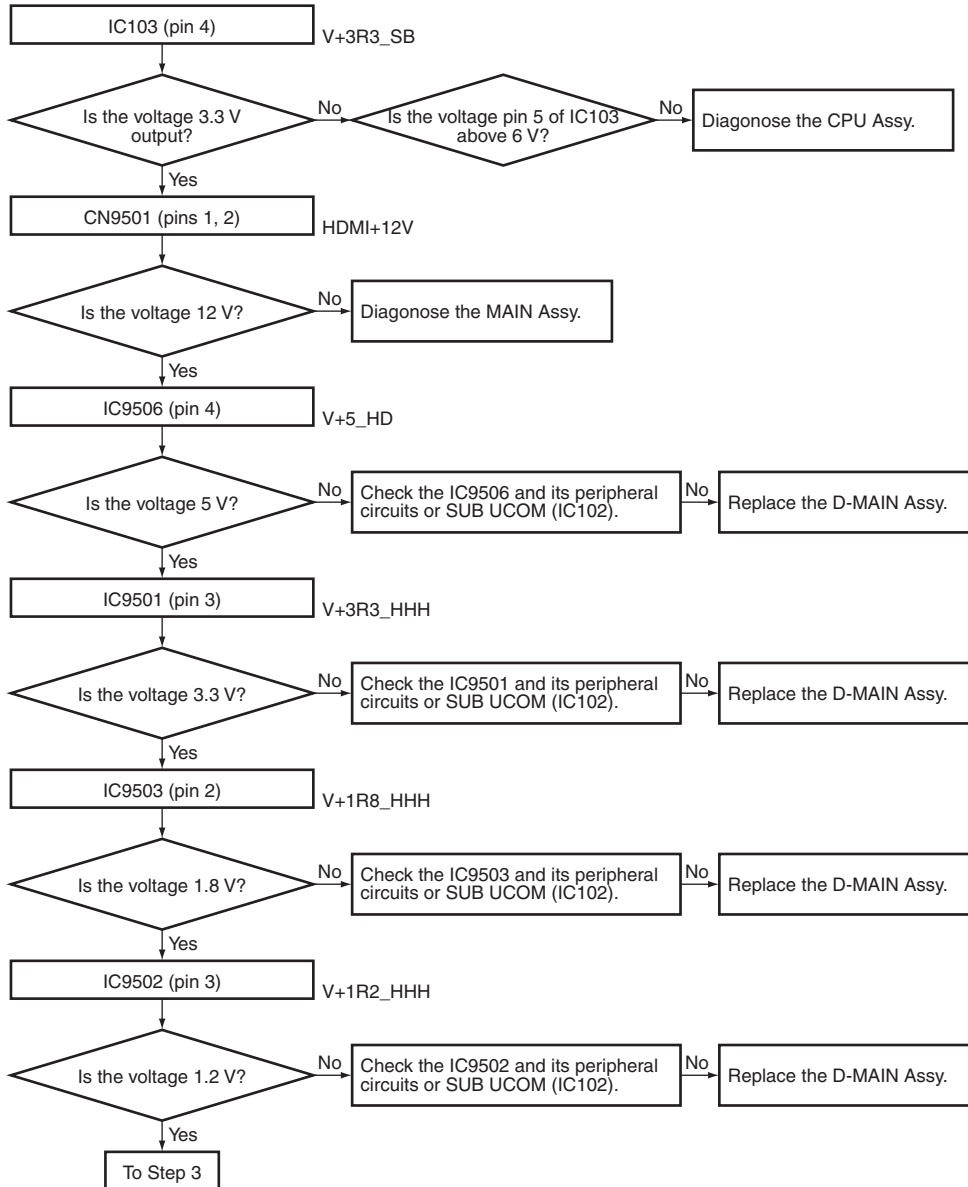 IC103 (pin 4)
V+3R3_SB
Is the voltage 3.3 V
output?
No
Is the voltage pin 5 of IC103
above 6 V?
No
Diagonose the CPU Assy.
Yes
CN9501 (pins 1, 2)
HDMI+12V
Is the voltage 12 V?
No
Diagonose the MAIN Assy.
Yes
IC9506 (pin 4)
V+5_HD
Is the voltage 5 V?
No
Check the IC9506 and its peripheral
circuits or SUB UCOM (IC102).
No
Replace the D-MAIN Assy.
Yes
IC9501 (pin 3)
V+3R3_HHH
Is the voltage 3.3 V?
No
Check the IC9501 and its peripheral
circuits or SUB UCOM (IC102).
No
Replace the D-MAIN Assy.
Yes
IC9503 (pin 2)
V+1R8_HHH
Is the voltage 1.8 V?
No
Check the IC9503 and its peripheral
circuits or SUB UCOM (IC102).
No
Replace the D-MAIN Assy.
Yes
IC9502 (pin 3)
V+1R2_HHH
Is the voltage 1.2 V?
No
Check the IC9502 and its peripheral
circuits or SUB UCOM (IC102).
No
Replace the D-MAIN Assy.
Yes
To Step 3